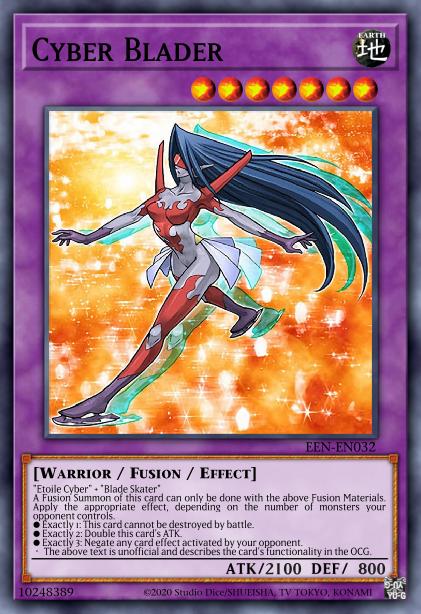 CYBER BLADER
EARTH
地
EEN-EN032
[WARRIOR / FUSION / EFFECT]
"Etoile Cyber" + "Blade Skater"
A Fusion Summon of this card can only be done with the above Fusion Materials.
Apply the appropriate effect, depending on the number of monsters your
opponent controls.
●Exactly 1: This card cannot be destroyed by battle.
●Exactly 2: Double this card's ATK.
●Exactly 3: Negate any card effect activated by your opponent.
· The above text is unofficial and describes the card's functionality in the OCG.
ATK/2100 DEF/ 800
10248389
©2020 Studio Dice/SHUEISHA, TV TOKYO, KONAMI